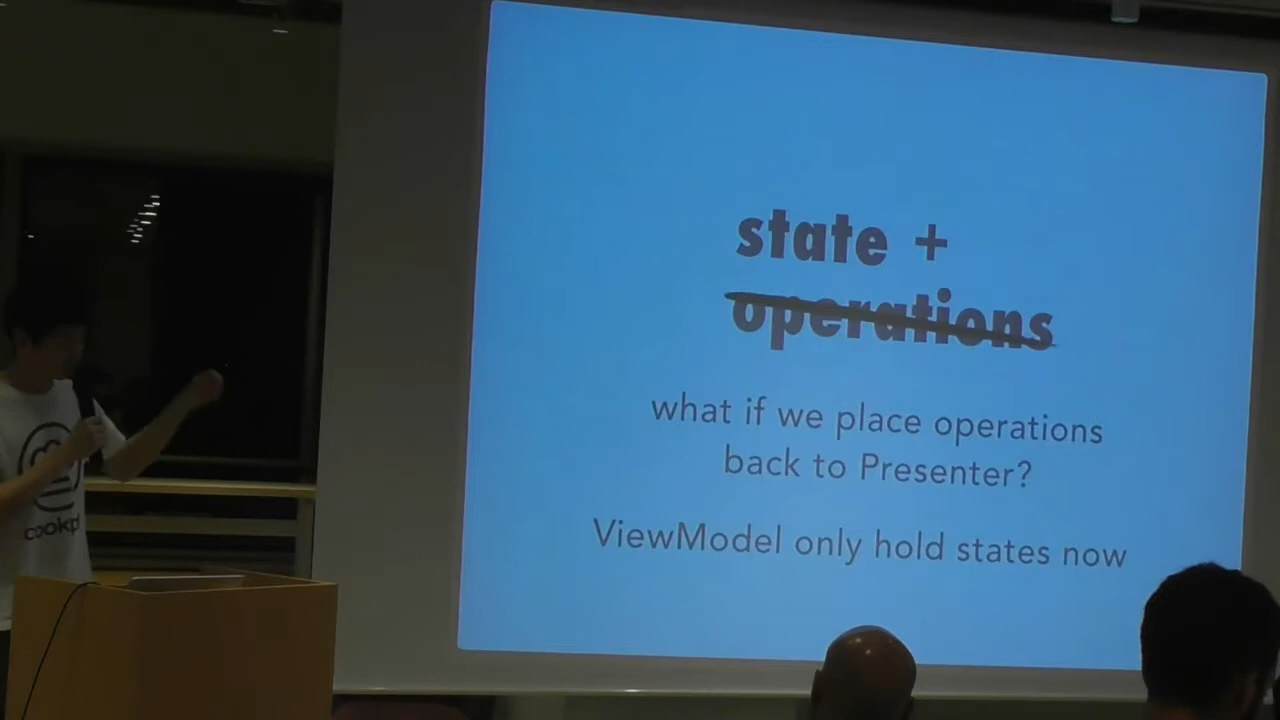 state +
operations
what if we place operations
back to Presenter?
ViewModel only hold states now